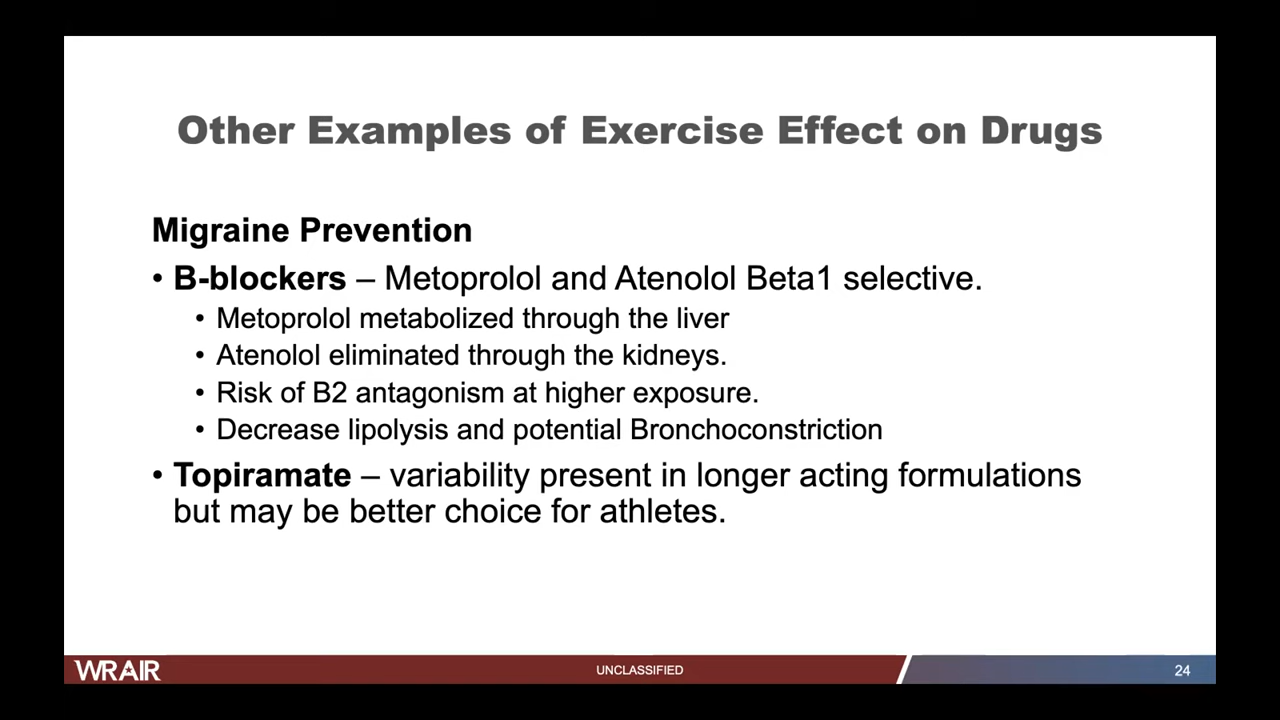 Other Examples of Exercise Effect on Drugs
Migraine Prevention
• B-blockers – Metoprolol and Atenolol Beta1 selective.
• Metoprolol metabolized through the liver
• Atenolol eliminated through the kidneys.
• Risk of B2 antagonism at higher exposure.
• Decrease lipolysis and potential Bronchoconstriction
• Topiramate – variability present in longer acting formulations
but may be better choice for athletes.
WRAIR
UNCLASSIFIED
24